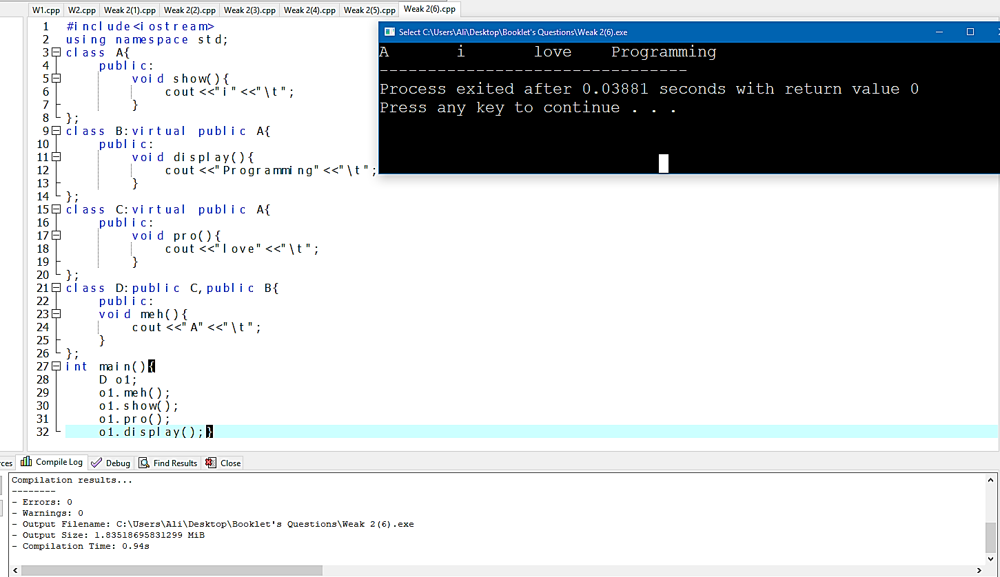 W1.cpp W2.cpp Weak 2(1).cpp Weak 2(2).cpp Weak 2(3).cpp Weak 2(4).cpp Weak 2(5).cpp Weak 2(6).cpp
1 #include<iostream>
2 using namespace std;
3 class A{
4 public:
5 void show(){
6 cout<<"i"<<"\t";
7 }
8 };
9 class B:virtual public A{
10 public:
11 void display(){
12 cout<<"Programming"<<"\t";
13 }
14 };
15 class C:virtual public A{
16 public:
17 void pro(){
18 cout<<"love"<<"\t";
19 }
20 };
21 class D:public C,public B{
22 public:
23 void meh(){
24 cout<<"A"<<"\t";
25 }
26 };
27 int main(){
28 D o1;
29 o1.meh();
30 o1.show();
31 o1.pro();
32 o1.display();}
Select C:\Users\Ali\Desktop\Booklet's Questions\Weak 2(6).exe
A i love Programming
--------------------------------
Process exited after 0.03881 seconds with return value 0
Press any key to continue . . .
rces Compile Log Debug Find Results Close
Compilation results...
--------
- Errors: 0
- Warnings: 0
- Output Filename: C:\Users\Ali\Desktop\Booklet's Questions\Weak 2(6).exe
- Output Size: 1.83518695831299 MiB
- Compilation Time: 0.94s